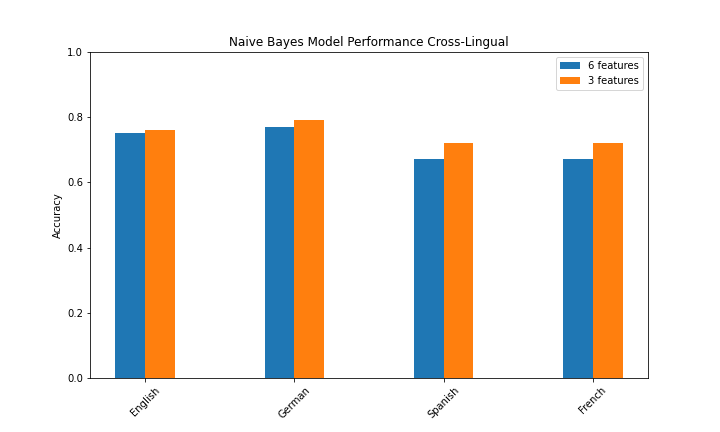 Naive Bayes Model Performance Cross-Lingual
6 features
3 features
1.0
0.8
0.6
0.4
0.2
0.0
Accuracy
English
German
Spanish
French